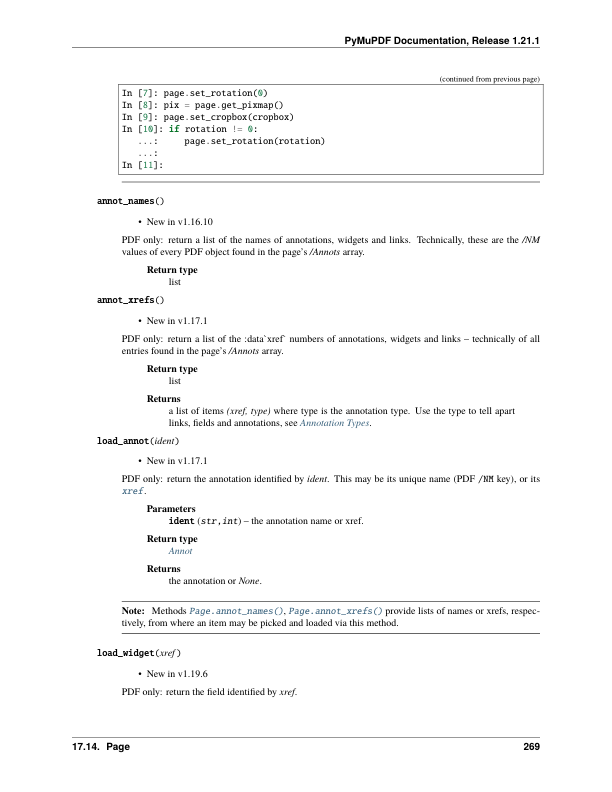 PyMuPDF Documentation, Release 1.21.1
(continued from previous page)
In [7]: page.set_rotation(0)
In [8]: pix = page.get_pixmap()
In [9]: page.set_cropbox(cropbox)
In [10]: if rotation != 0:
   ...:     page.set_rotation(rotation)
   ...:
In [11]:
annot_names()
• New in v1.16.10
PDF only: return a list of the names of annotations, widgets and links. Technically, these are the /NM
values of every PDF object found in the page's /Annots array.
Return type
list
annot_xrefs()
• New in v1.17.1
PDF only: return a list of the :data`xref` numbers of annotations, widgets and links – technically of all
entries found in the page's /Annots array.
Return type
list
Returns
a list of items (xref, type) where type is the annotation type. Use the type to tell apart
links, fields and annotations, see Annotation Types.
load_annot(ident)
• New in v1.17.1
PDF only: return the annotation identified by ident. This may be its unique name (PDF /NM key), or its
xref.
Parameters
ident (str,int) – the annotation name or xref.
Return type
Annot
Returns
the annotation or None.
Note: Methods Page.annot_names(), Page.annot_xrefs() provide lists of names or xrefs, respec-
tively, from where an item may be picked and loaded via this method.
load_widget(xref)
• New in v1.19.6
PDF only: return the field identified by xref.
17.14. Page 269